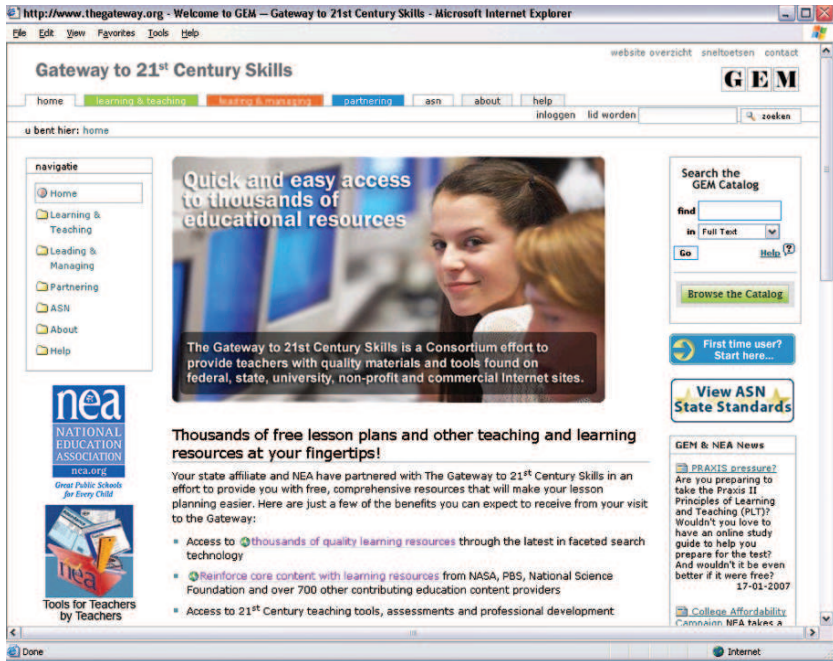 http://www.thegateway.org - Welcome to GEM — Gateway to 21st Century Skills - Microsoft Internet Explorer
File Edit View Favorites Tools Help
website overzicht sneltoetsen contact
Gateway to 21st Century Skills
GEM
home learning & teaching leading & managing partnering asn about help
inloggen lid worden zoeken
u bent hier: home
navigatie
Home
Learning &
Teaching
Leading &
Managing
Partnering
ASN
About
Help
nea
NATIONAL
EDUCATION
ASSOCIATION
nea.org
Great Public Schools
for Every Child
nea
Tools for Teachers
by Teachers
Quick and easy access
to thousands of
educational resources
The Gateway to 21st Century Skills is a Consortium effort to
provide teachers with quality materials and tools found on
federal, state, university, non-profit and commercial Internet sites.
Thousands of free lesson plans and other teaching and learning
resources at your fingertips!
Your state affiliate and NEA have partnered with The Gateway to 21st Century Skills in an
effort to provide you with free, comprehensive resources that will make your lesson
planning easier. Here are just a few of the benefits you can expect to receive from your visit
to the Gateway:
Access to thousands of quality learning resources through the latest in faceted search
technology
Reinforce core content with learning resources from NASA, PBS, National Science
Foundation and over 700 other contributing education content providers
Access to 21st Century teaching tools, assessments and professional development
Search the
GEM Catalog
find
in Full Text
Go Help ?
Browse the Catalog
First time user?
Start here...
View ASN
State Standards
GEM & NEA News
PRAXIS pressure?
Are you preparing to
take the Praxis II
Principles of Learning
and Teaching (PLT)?
Wouldn't you love to
have an online study
guide to help you
prepare for the test?
And wouldn't it be even
better if it were free?
17-01-2007
College Affordability
Campaign NEA takes a
Done
Internet